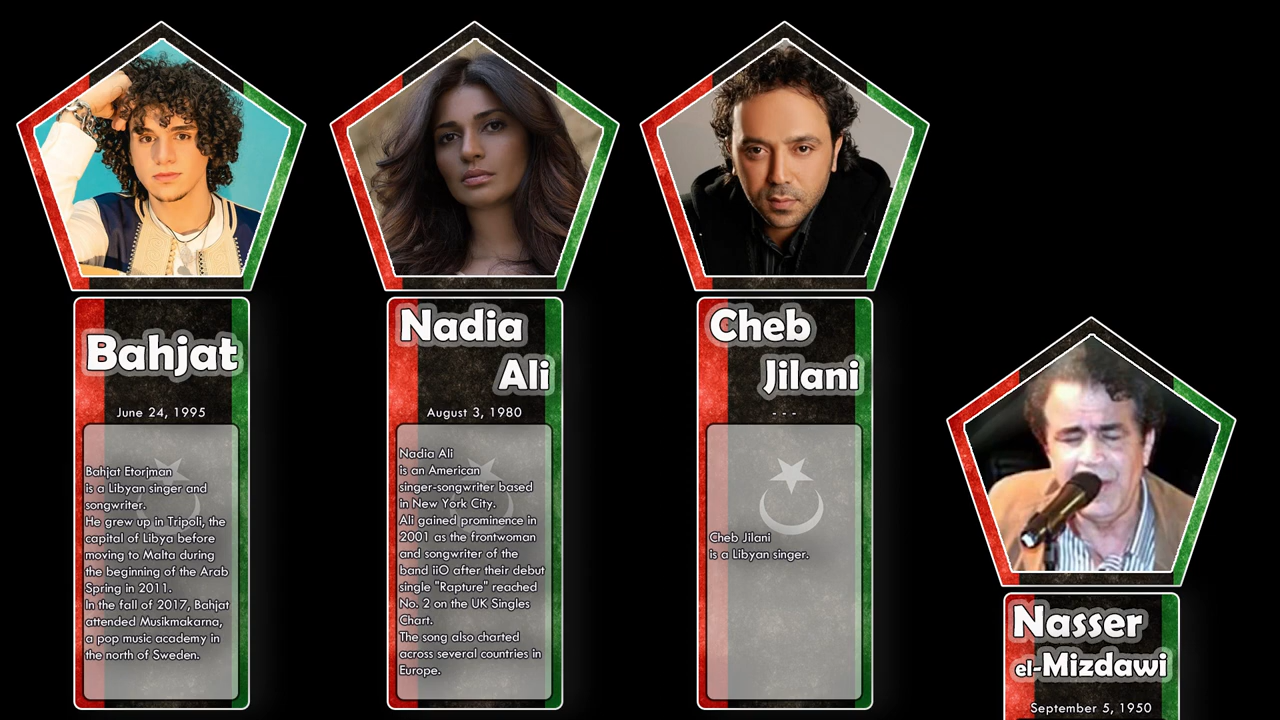 Bahjat
June 24, 1995
Bahjat Etorjman
is a Libyan singer and
songwriter.
He grew up in Tripoli, the
capital of Libya before
moving to Malta during
the beginning of the Arab
Spring in 2011.
In the fall of 2017, Bahjat
attended Musikmakarna,
a pop music academy in
the north of Sweden.
Nadia
Ali
August 3, 1980
Nadia Ali
is an American
singer-songwriter based
in New York City.
Ali gained prominence in
2001 as the frontwoman
and songwriter of the
band iiO after their debut
single "Rapture" reached
No. 2 on the UK Singles
Chart.
The song also charted
across several countries in
Europe.
Cheb
Jilani
- - -
Cheb Jilani
is a Libyan singer.
Nasser
el-Mizdawi
September 5, 1950